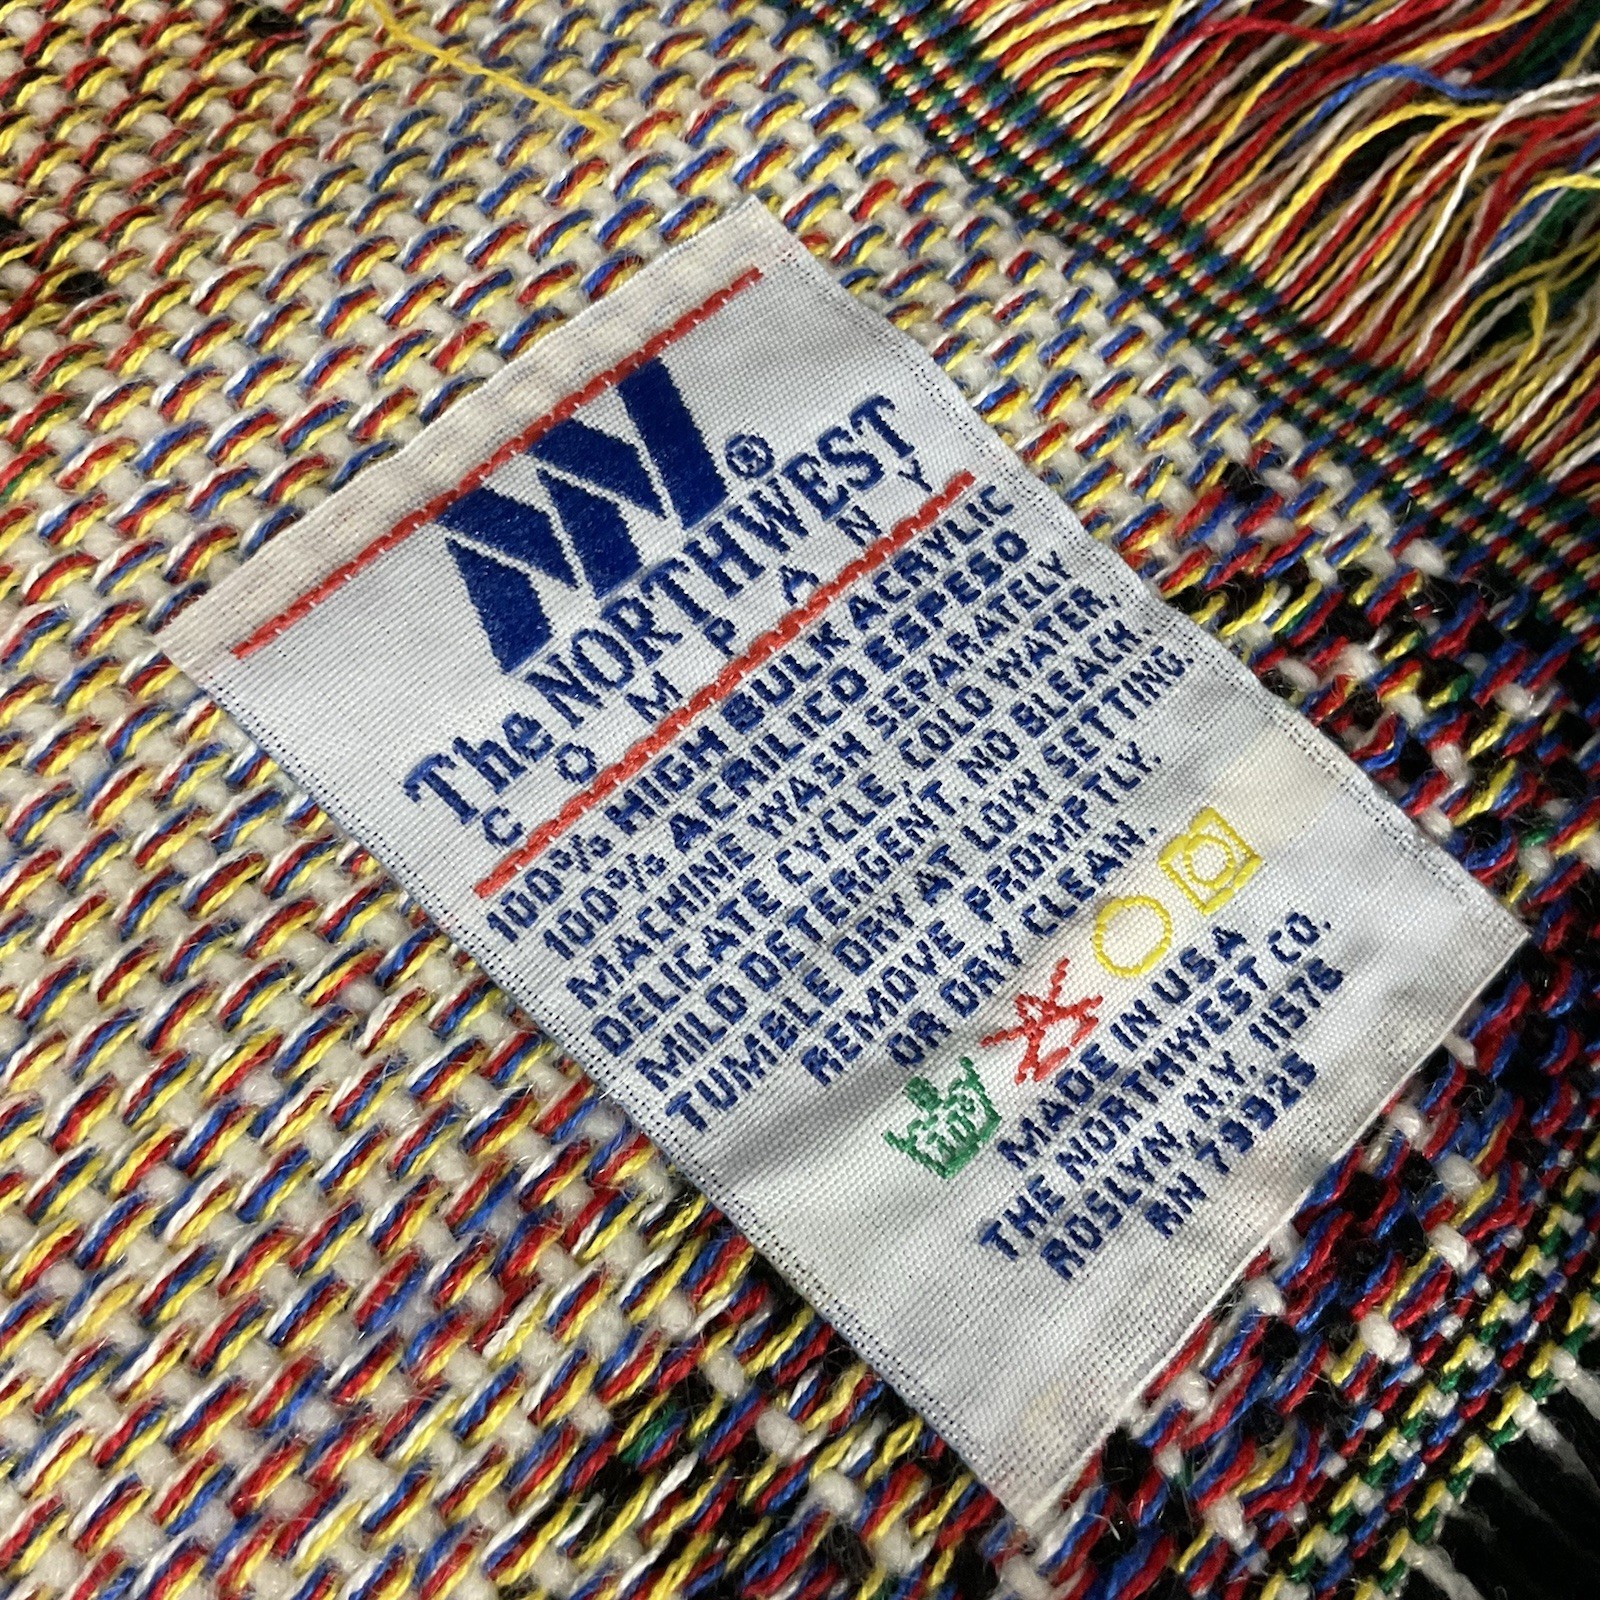 The NORTHWEST®
COMPANY
100% HIGH BULK ACRYLIC
100% ACRILICO ESPESO
MACHINE WASH SEPARATELY
DELICATE CYCLE, COLD WATER,
MILD DETERGENT. NO BLEACH.
TUMBLE DRY AT LOW SETTING.
REMOVE PROMPTLY.
OR DRY CLEAN.
40°
MADE IN USA
THE NORTHWEST CO.
ROSLYN, N.Y. 11576
RN 79925